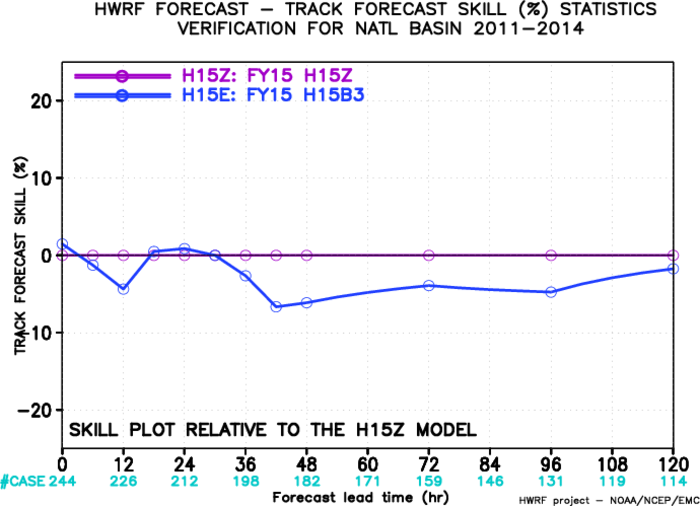 HWRF FORECAST – TRACK FORECAST SKILL (%) STATISTICS
VERIFICATION FOR NATL BASIN 2011–2014
H15Z: FY15 H15Z
H15E: FY15 H15B3
TRACK FORECAST SKILL (%)
20
10
0
–10
–20
SKILL PLOT RELATIVE TO THE H15Z MODEL
0 12 24 36 48 60 72 84 96 108 120
#CASE 244 226 212 198 182 171 159 146 131 119 114
Forecast lead time (hr)
HWRF project – NOAA/NCEP/EMC